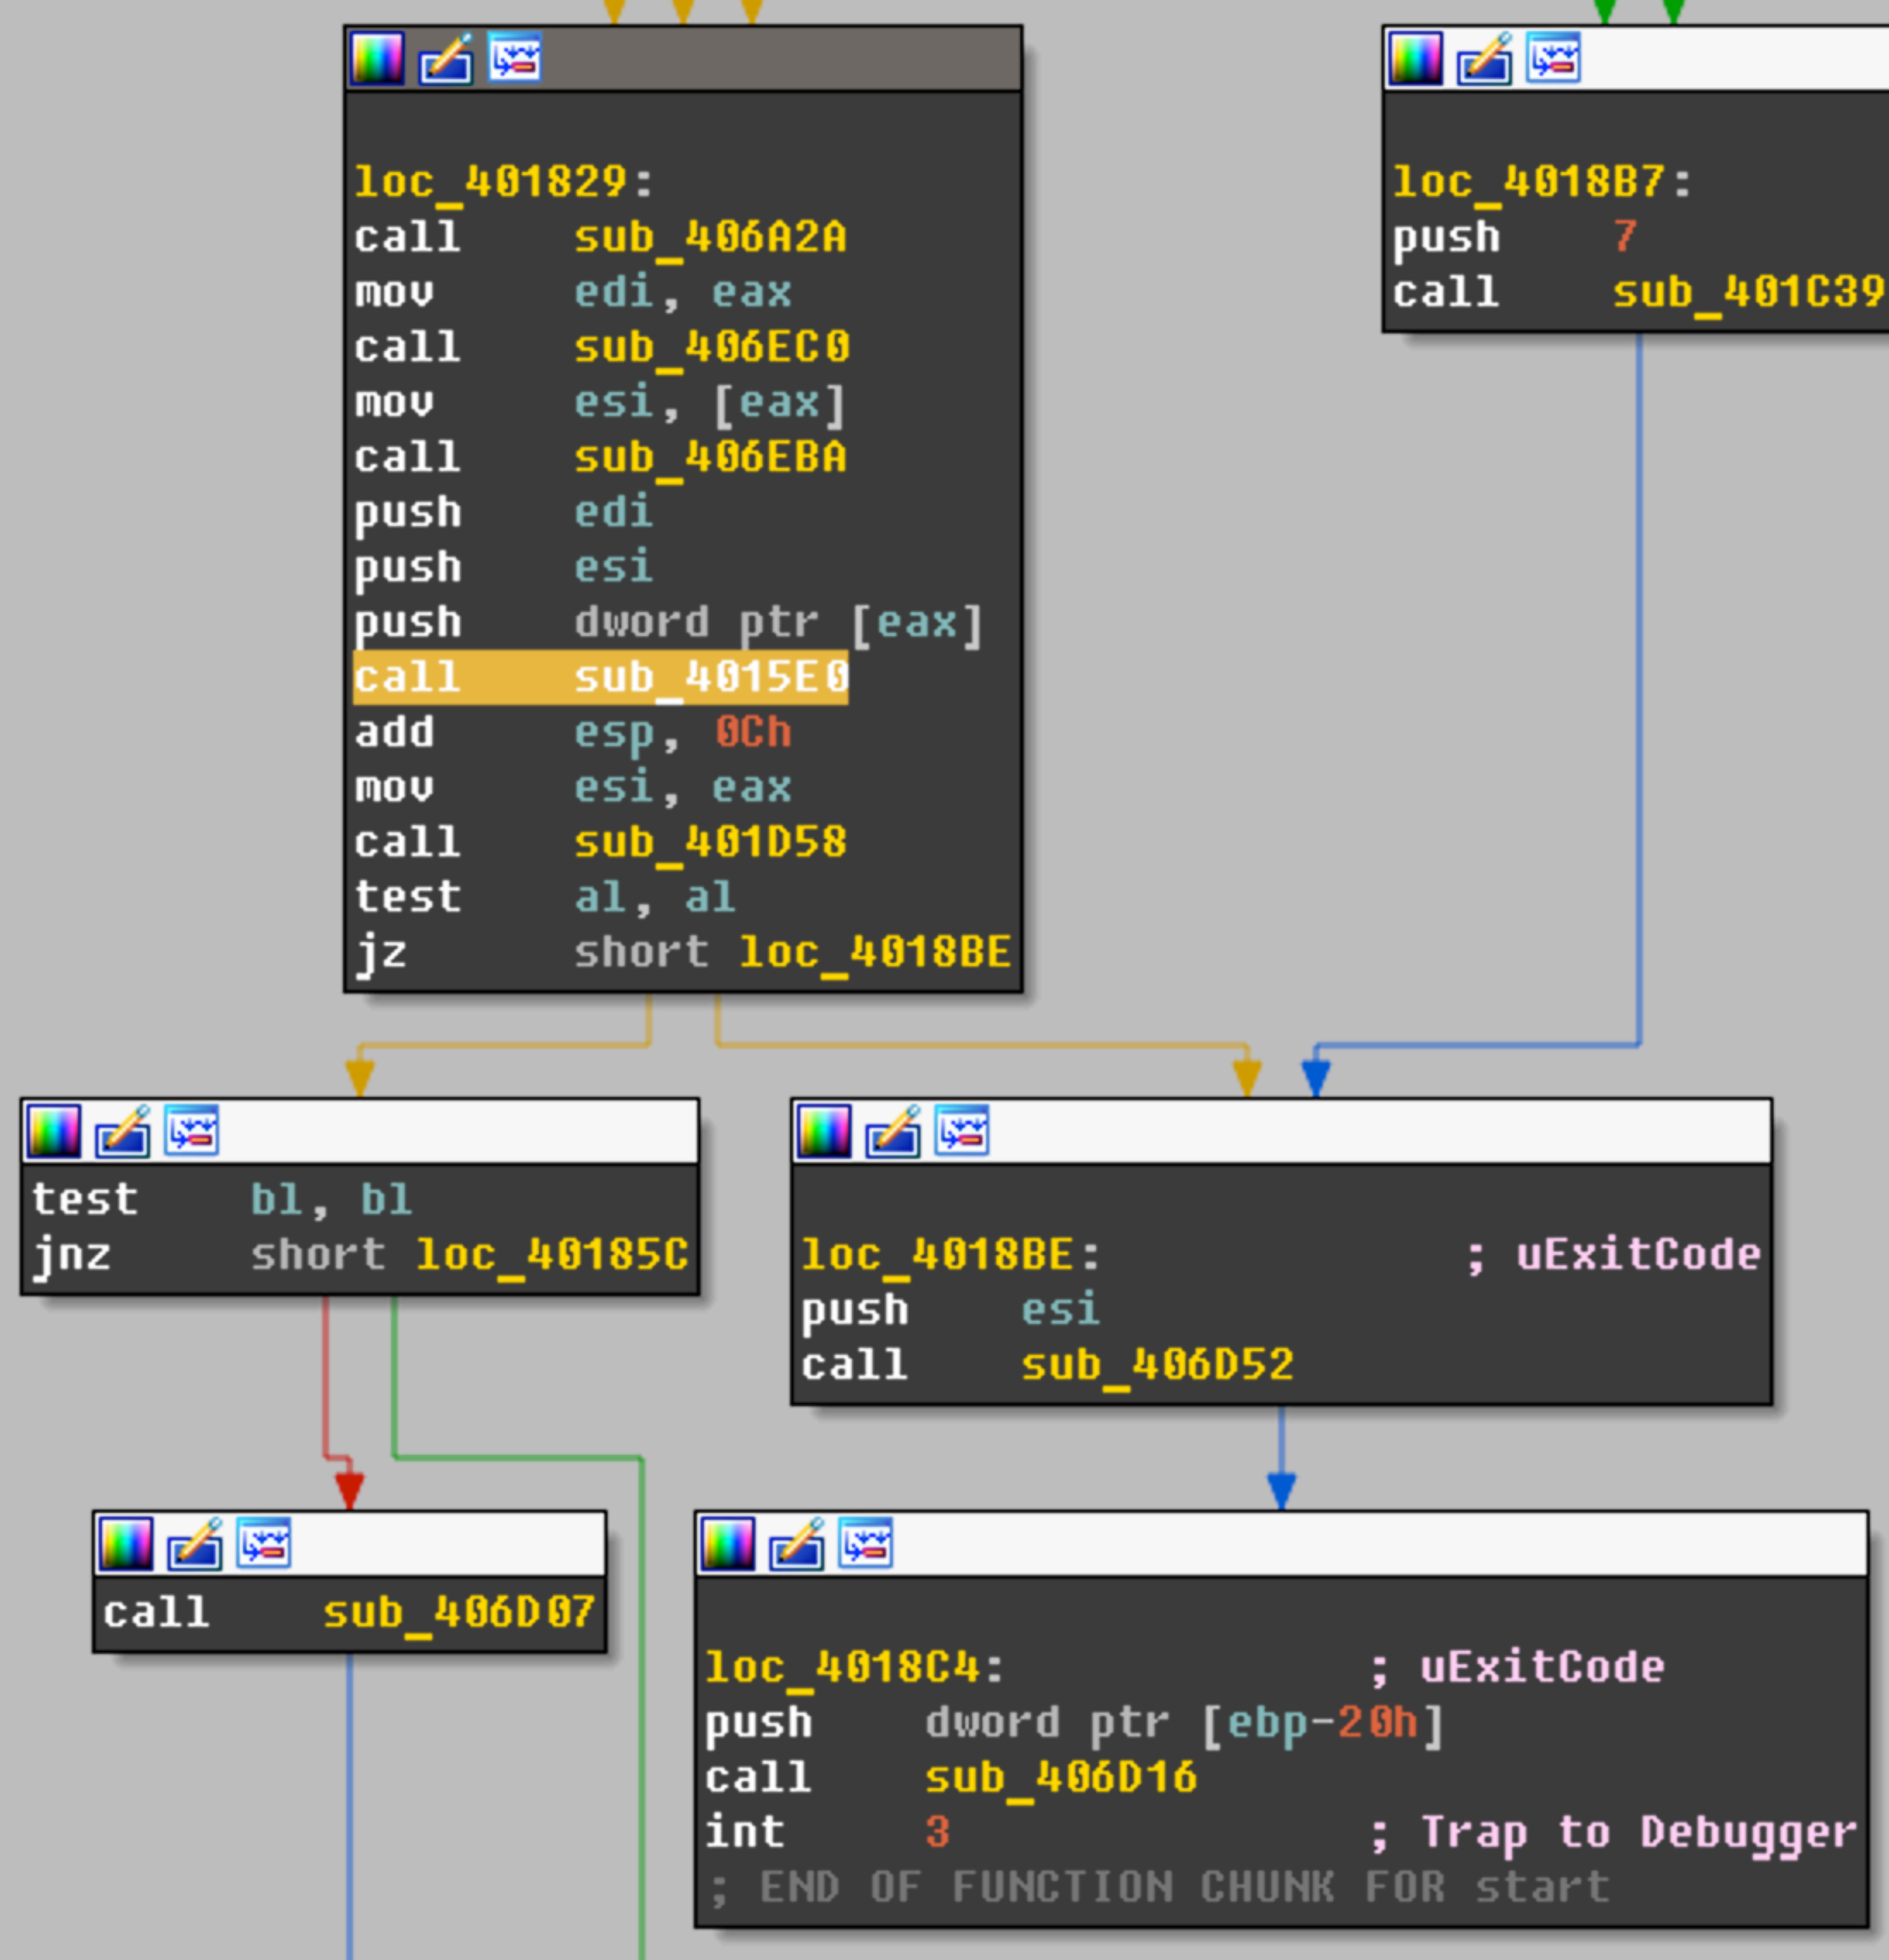 loc_401829:
call sub_406A2A
mov edi, eax
call sub_406EC0
mov esi, [eax]
call sub_406EBA
push edi
push esi
push dword ptr [eax]
call sub_4015E0
add esp, 0Ch
mov esi, eax
call sub_401D58
test al, al
jz short loc_4018BE
loc_4018B7:
push 7
call sub_401C39
test bl, bl
jnz short loc_40185C
loc_4018BE: ; uExitCode
push esi
call sub_406D52
call sub_406D07
loc_4018C4: ; uExitCode
push dword ptr [ebp-20h]
call sub_406D16
int 3 ; Trap to Debugger
; END OF FUNCTION CHUNK FOR start